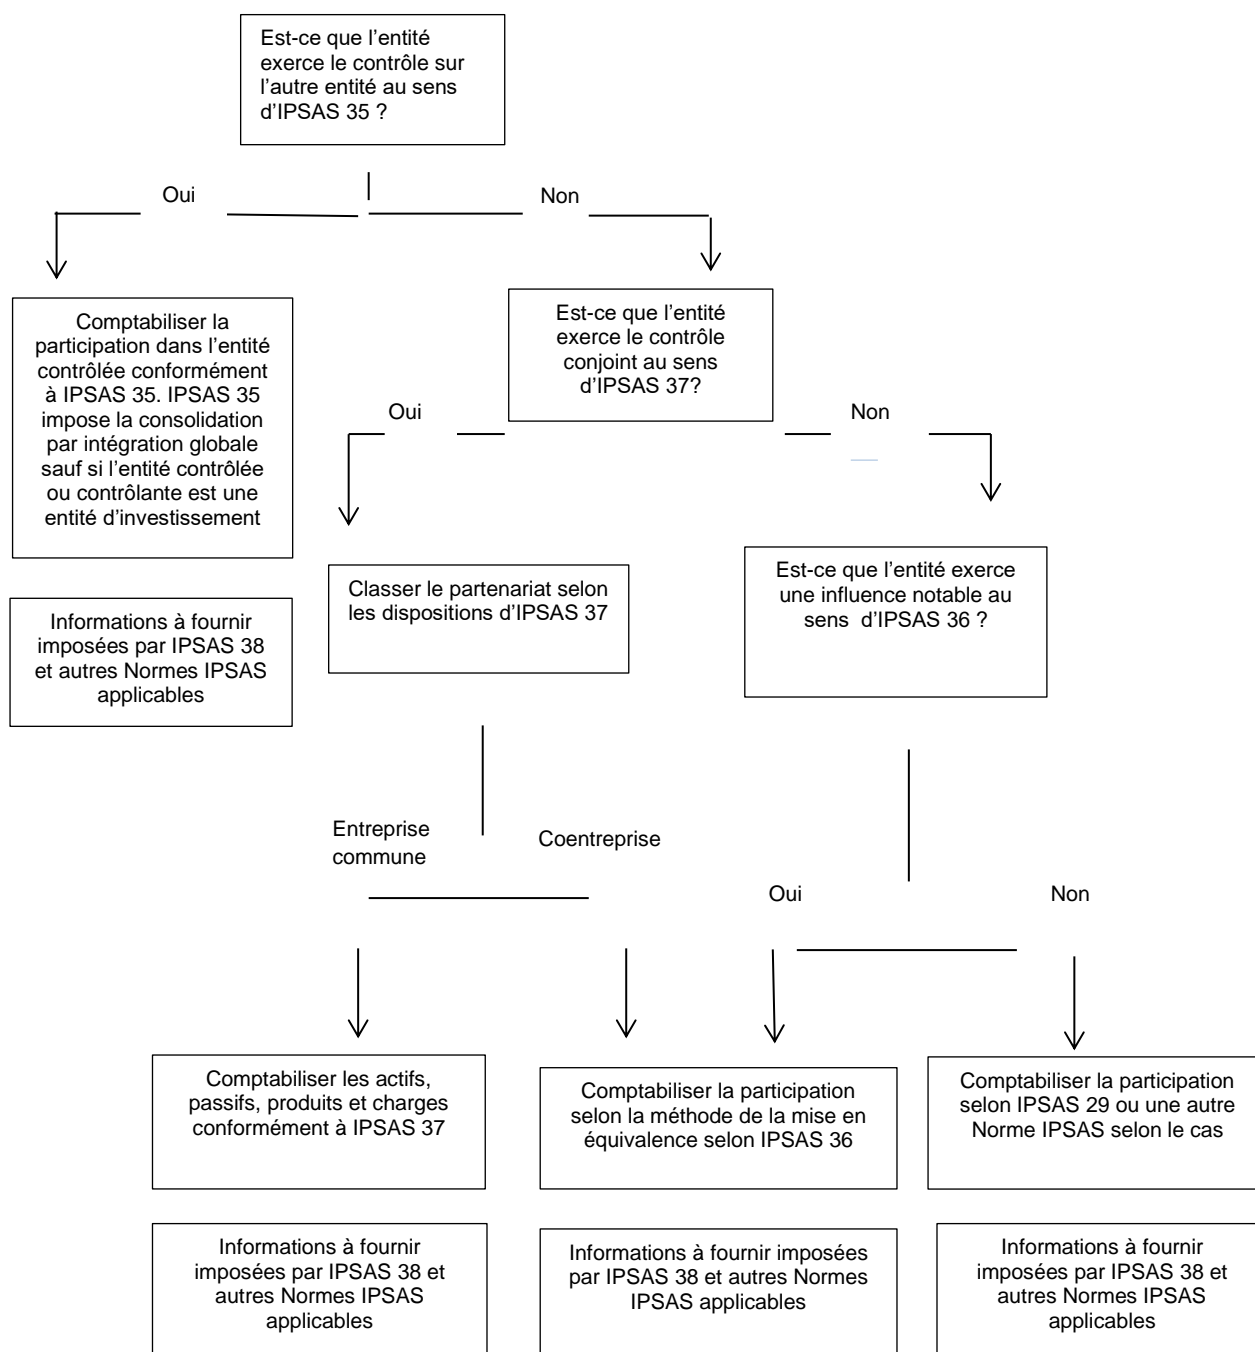 Est-ce que l’entité
exerce le contrôle sur
l’autre entité au sens
d’IPSAS 35 ?
Oui
Non
Comptabiliser la
participation dans l’entité
contrôlée conformément
à IPSAS 35. IPSAS 35
impose la consolidation
par intégration globale
sauf si l’entité contrôlée
ou contrôlante est une
entité d’investissement
Est-ce que l’entité
exerce le contrôle
conjoint au sens
d’IPSAS 37?
Oui
Non
Informations à fournir
imposées par IPSAS 38
et autres Normes IPSAS
applicables
Classer le partenariat selon
les dispositions d’IPSAS 37
Est-ce que l’entité exerce
une influence notable au
sens d’IPSAS 36 ?
Entreprise
commune
Coentreprise
Oui
Non
Comptabiliser les actifs,
passifs, produits et charges
conformément à IPSAS 37
Comptabiliser la participation
selon la méthode de la mise en
équivalence selon IPSAS 36
Comptabiliser la participation
selon IPSAS 29 ou une autre
Norme IPSAS selon le cas
Informations à fournir
imposées par IPSAS 38 et
autres Normes IPSAS
applicables
Informations à fournir imposées
par IPSAS 38 et autres Normes
IPSAS applicables
Informations à fournir
imposées par IPSAS 38 et
autres Normes IPSAS
applicables